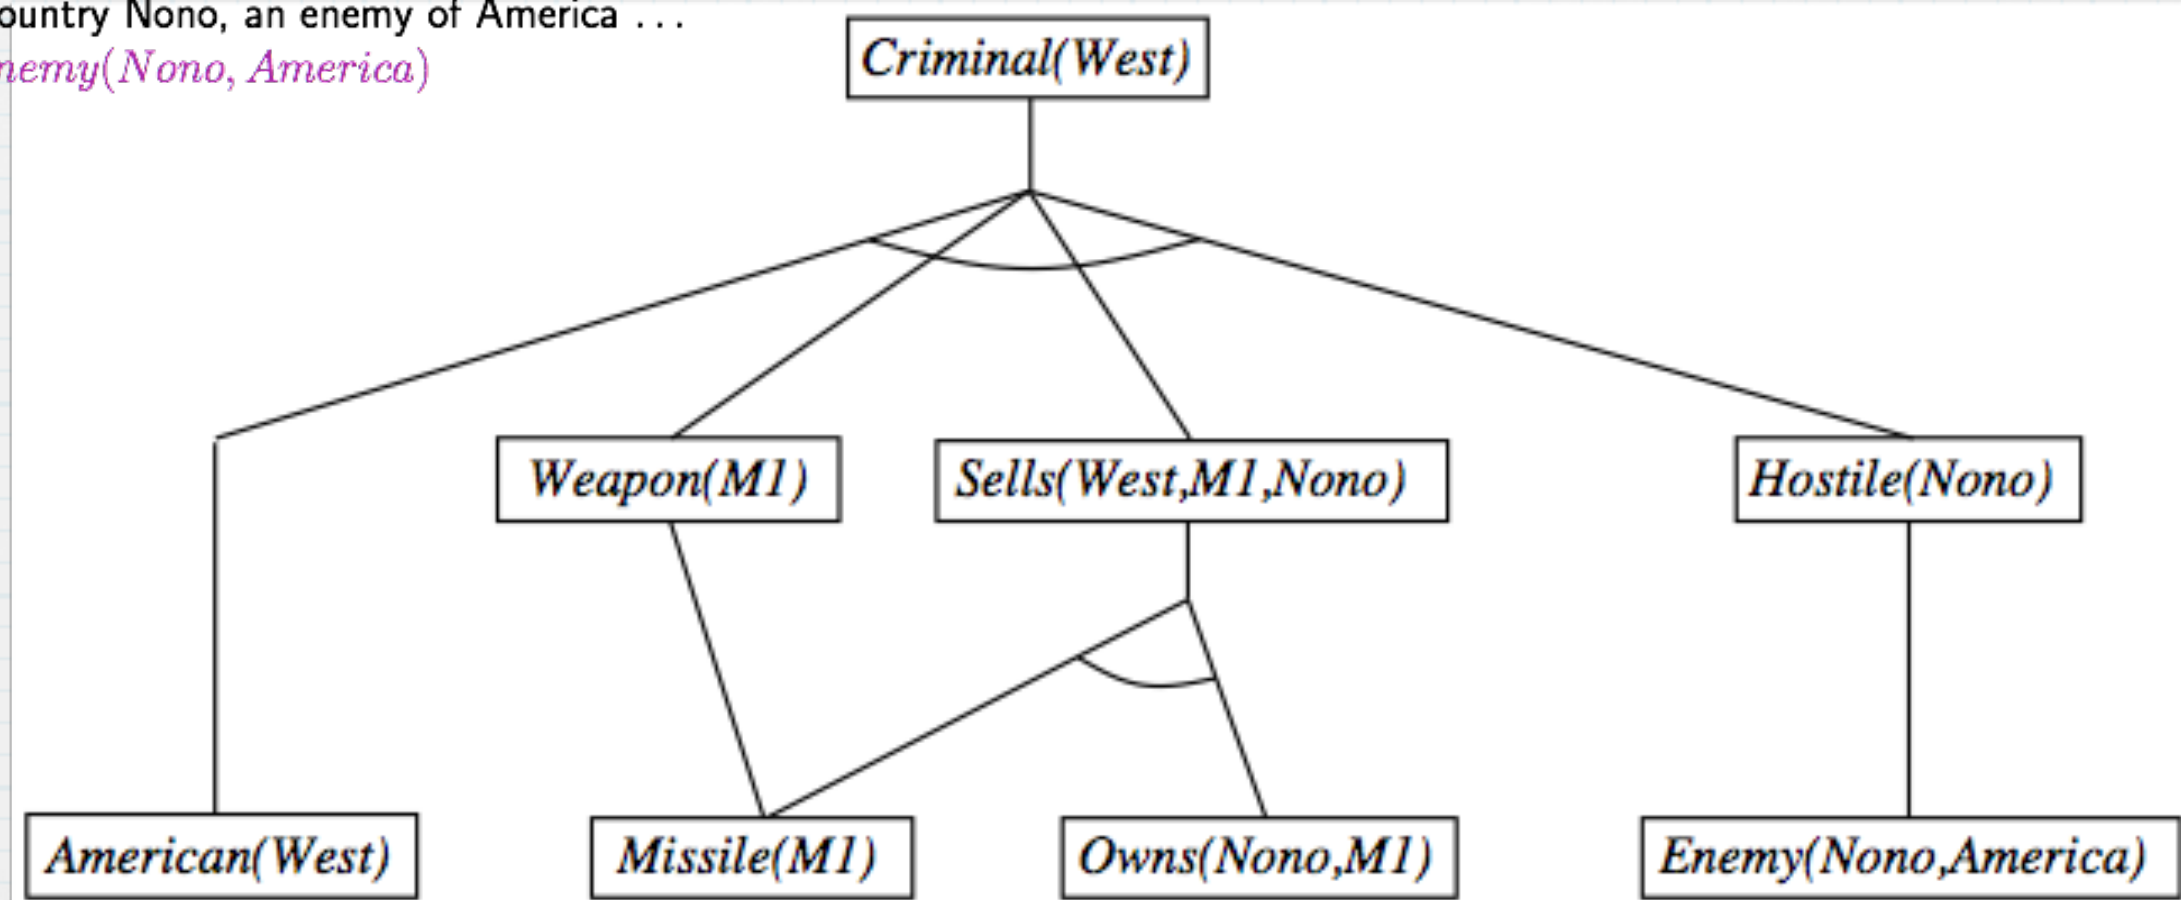 ountry Nono, an enemy of America . . .
nemy(Nono, America)
Criminal(West)
Weapon(M1)
Sells(West,M1,Nono)
Hostile(Nono)
American(West)
Missile(M1)
Owns(Nono,M1)
Enemy(Nono,America)